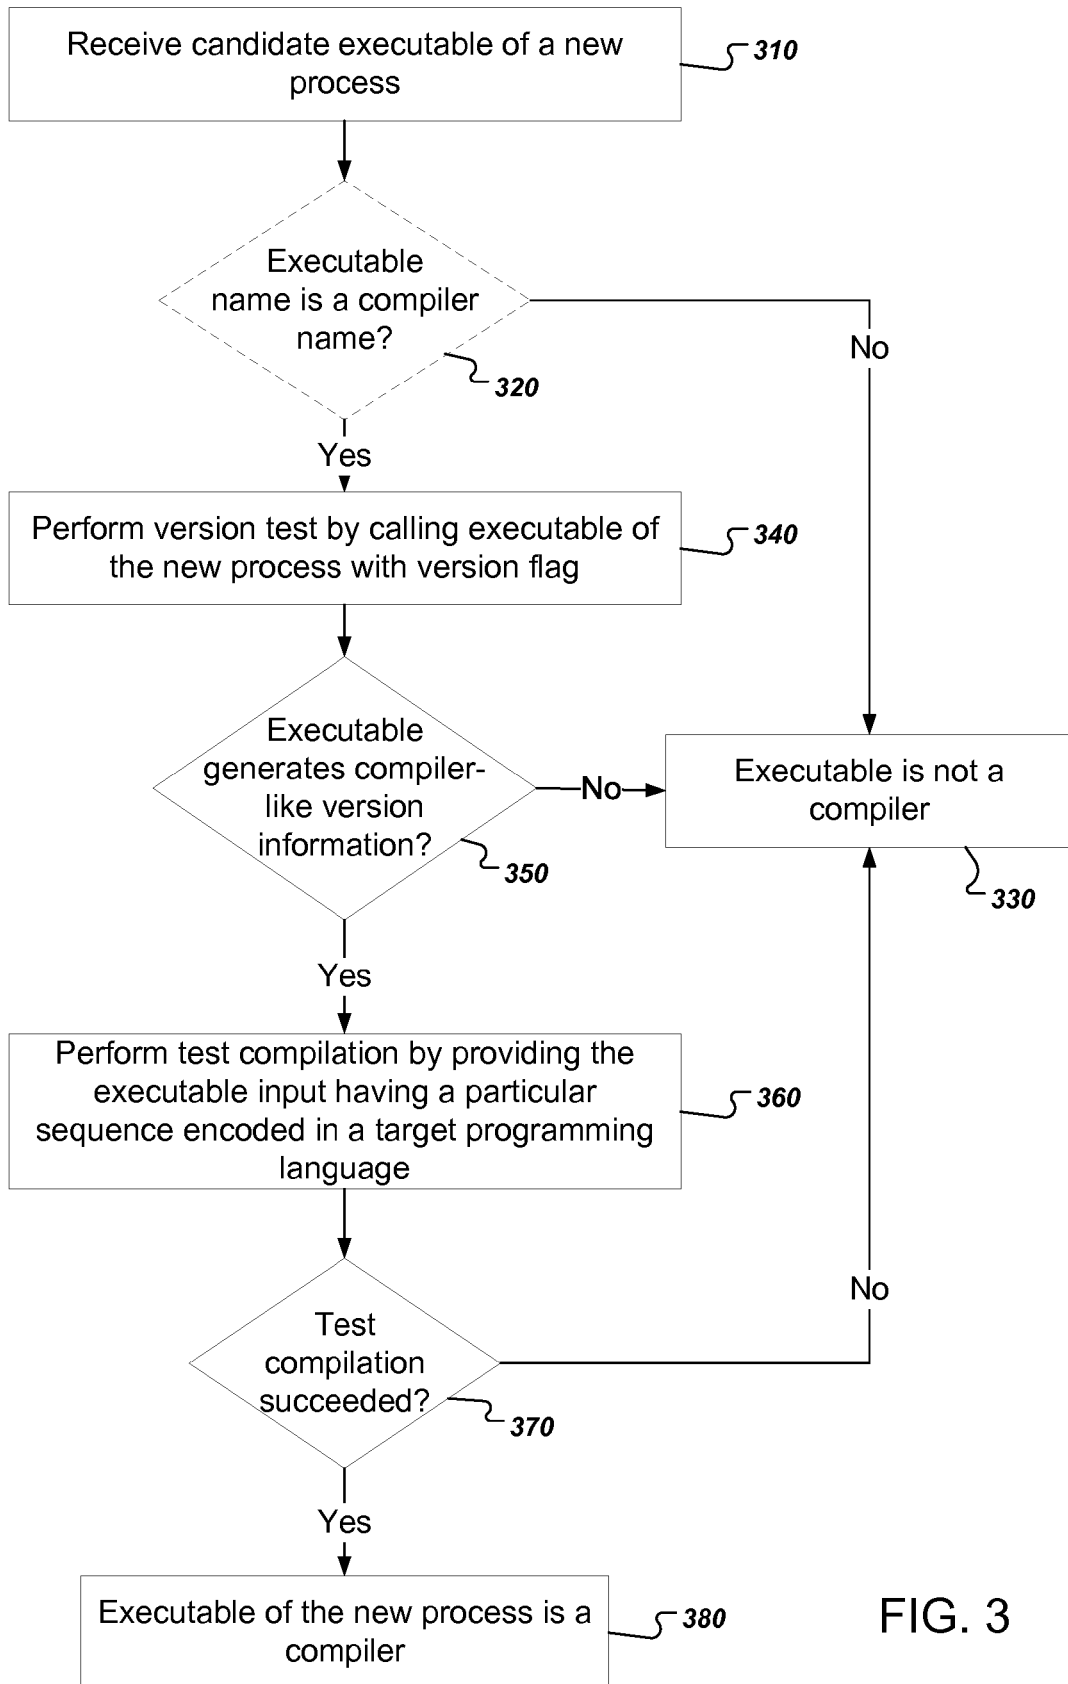 Receive candidate executable of a new
process
310
Executable
name is a compiler
name?
320
No
Yes
Perform version test by calling executable of
the new process with version flag
340
Executable
generates compiler-
like version
information?
350
No
Executable is not a
compiler
330
Yes
Perform test compilation by providing the
executable input having a particular
sequence encoded in a target programming
language
360
Test
compilation
succeeded?
370
No
Yes
Executable of the new process is a
compiler
380
FIG. 3